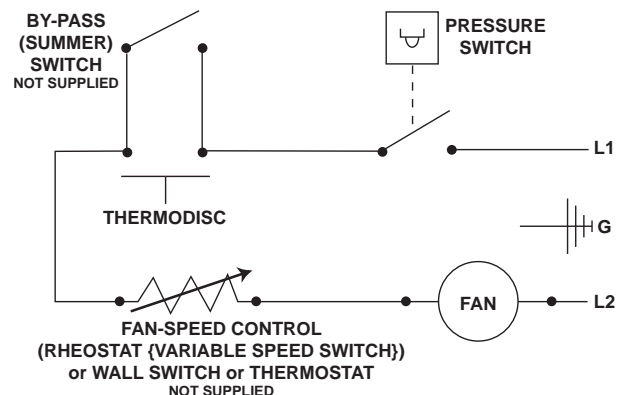 BY-PASS
(SUMMER)
SWITCH
NOT SUPPLIED
PRESSURE
SWITCH
L1
THERMODISC
G
FAN
L2
FAN-SPEED CONTROL
(RHEOSTAT {VARIABLE SPEED SWITCH})
or WALL SWITCH or THERMOSTAT
NOT SUPPLIED